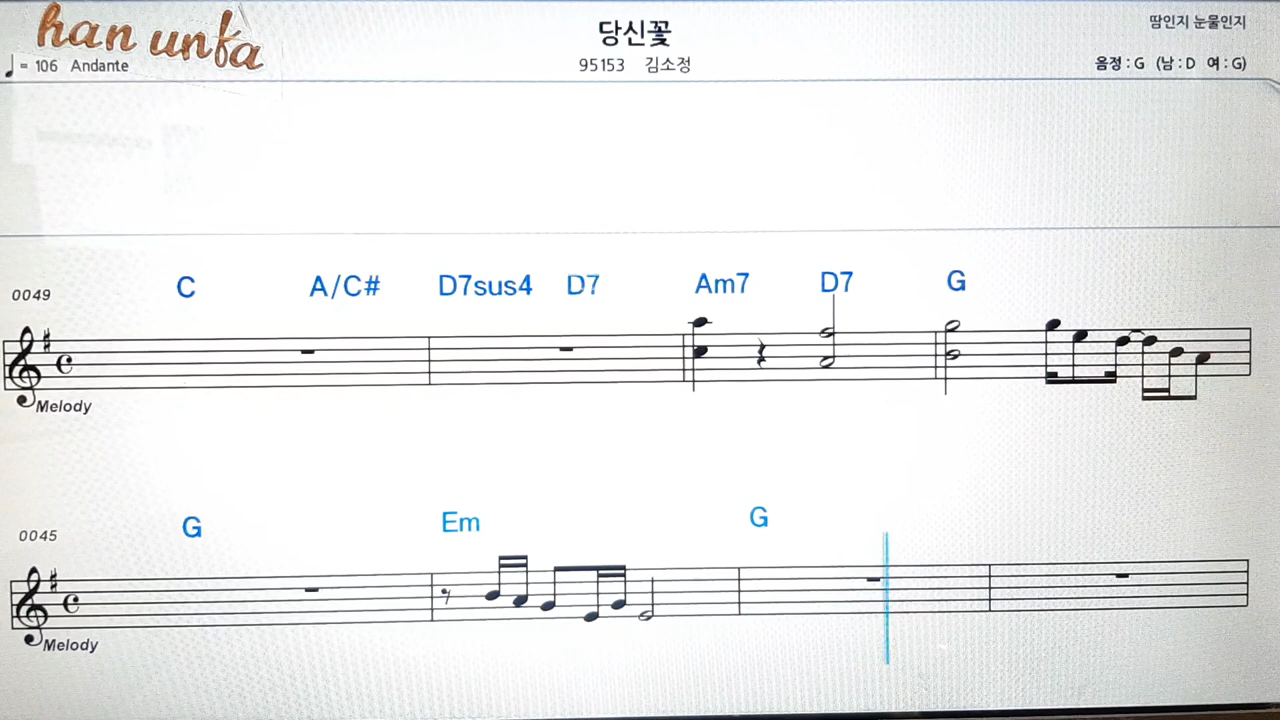 han unfa
당신꽃
땀인지 눈물인지
♩= 106 Andante
95153 김소정
음정 : G (남 : D 여 : G)
C A/C# D7sus4 D7 Am7 D7 G
0049
Melody
G Em G
0045
Melody